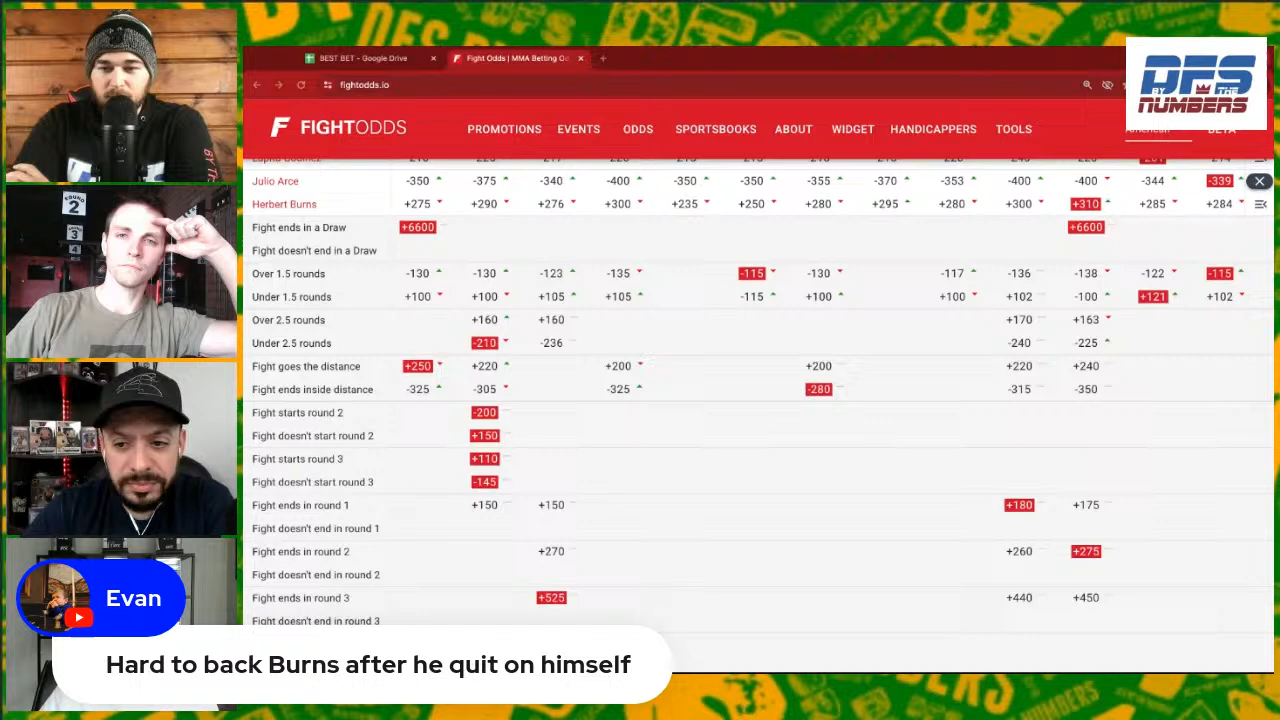 BEST BET - Google Drive × Fight Odds | MMA Betting Od × +
fightodds.io
DFS
BY THE
NUMBERS
FIGHTODDS PROMOTIONS EVENTS ODDS SPORTSBOOKS ABOUT WIDGET HANDICAPPERS TOOLS
Julio Arce -350 -375 -340 -400 -350 -350 -355 -370 -353 -400 -400 -344 -339
Herbert Burns +275 +290 +276 +300 +235 +250 +280 +295 +280 +300 +310 +285 +284
Fight ends in a Draw +6600 +6600
Fight doesn't end in a Draw
Over 1.5 rounds -130 -130 -123 -135 -115 -130 -117 -136 -138 -122 -115
Under 1.5 rounds +100 +100 +105 +105 -115 +100 +100 +102 -100 +121 +102
Over 2.5 rounds +160 +160 +170 +163
Under 2.5 rounds -210 -236 -240 -225
Fight goes the distance +250 +220 +200 +200 +220 +240
Fight ends inside distance -325 -305 -325 -280 -315 -350
Fight starts round 2 -200
Fight doesn't start round 2 +150
Fight starts round 3 +110
Fight doesn't start round 3 -145
Fight ends in round 1 +150 +150 +180 +175
Fight doesn't end in round 1
Fight ends in round 2 +270 +260 +275
Fight doesn't end in round 2
Fight ends in round 3 +525 +440 +450
Fight doesn't end in round 3
ROUND
2
3
4
Evan
Hard to back Burns after he quit on himself